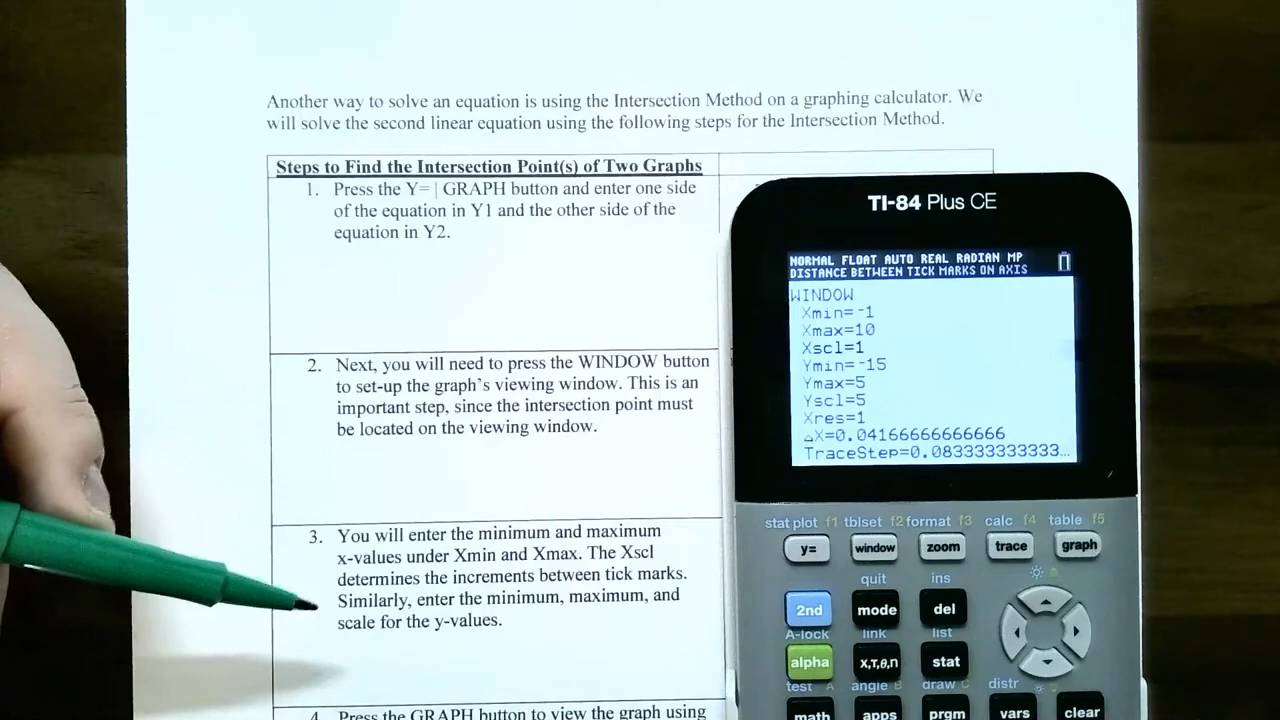 Another way to solve an equation is using the Intersection Method on a graphing calculator. We
will solve the second linear equation using the following steps for the Intersection Method.
Steps to Find the Intersection Point(s) of Two Graphs
1. Press the Y= | GRAPH button and enter one side
of the equation in Y1 and the other side of the
equation in Y2.
2. Next, you will need to press the WINDOW button
to set-up the graph's viewing window. This is an
important step, since the intersection point must
be located on the viewing window.
3. You will enter the minimum and maximum
x-values under Xmin and Xmax. The Xscl
determines the increments between tick marks.
Similarly, enter the minimum, maximum, and
scale for the y-values.
4. Press the GRAPH button to view the graph using
TI-84 Plus CE
NORMAL FLOAT AUTO REAL RADIAN MP
DISTANCE BETWEEN TICK MARKS ON AXIS
WINDOW
Xmin=-1
Xmax=10
Xscl=1
Ymin=-15
Ymax=5
Yscl=5
Xres=1
△X=0.04166666666666
TraceStep=0.083333333333...
stat plot f1 tblset f2 format f3 calc f4 table f5
y= window zoom trace graph
quit ins
2nd mode del
A-lock link list
alpha X,T,θ,n stat
test A angle B draw C distr
math apps prgm vars clear